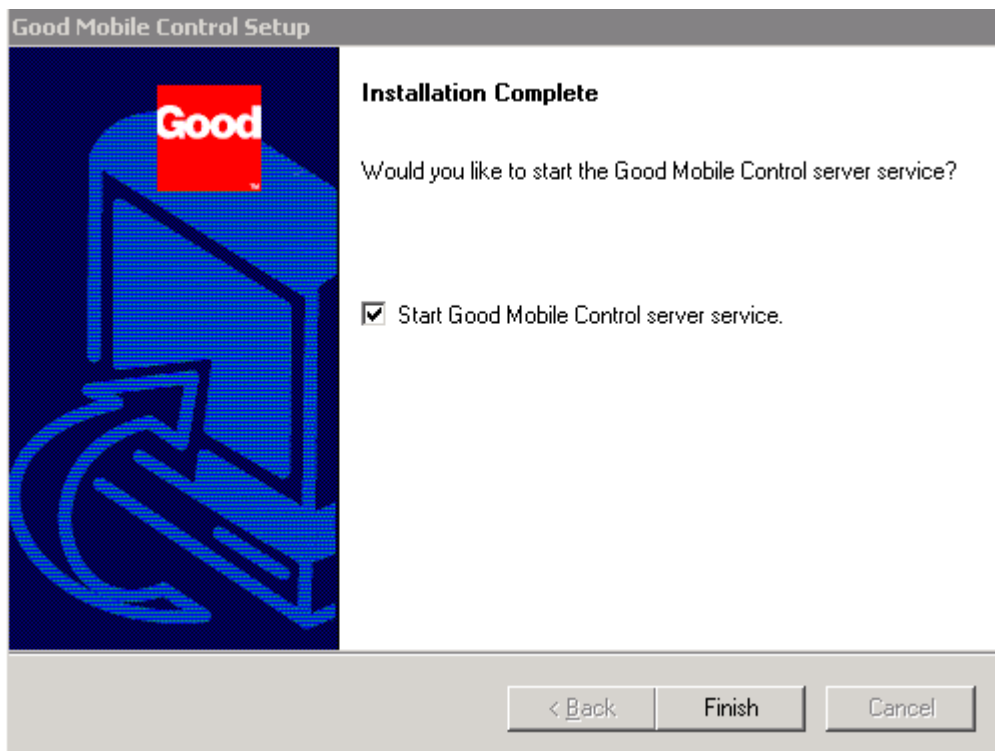 Good Mobile Control Setup
Good
™
Installation Complete
Would you like to start the Good Mobile Control server service?
Start Good Mobile Control server service.
< Back
Finish
Cancel